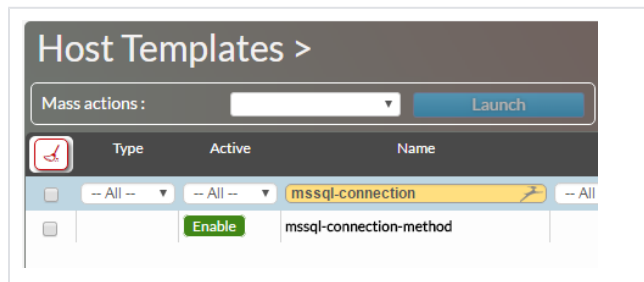 Host Templates >
Mass actions : Launch
Type Active Name
-- All -- -- All -- mssql-connection -- All
Enable mssql-connection-method